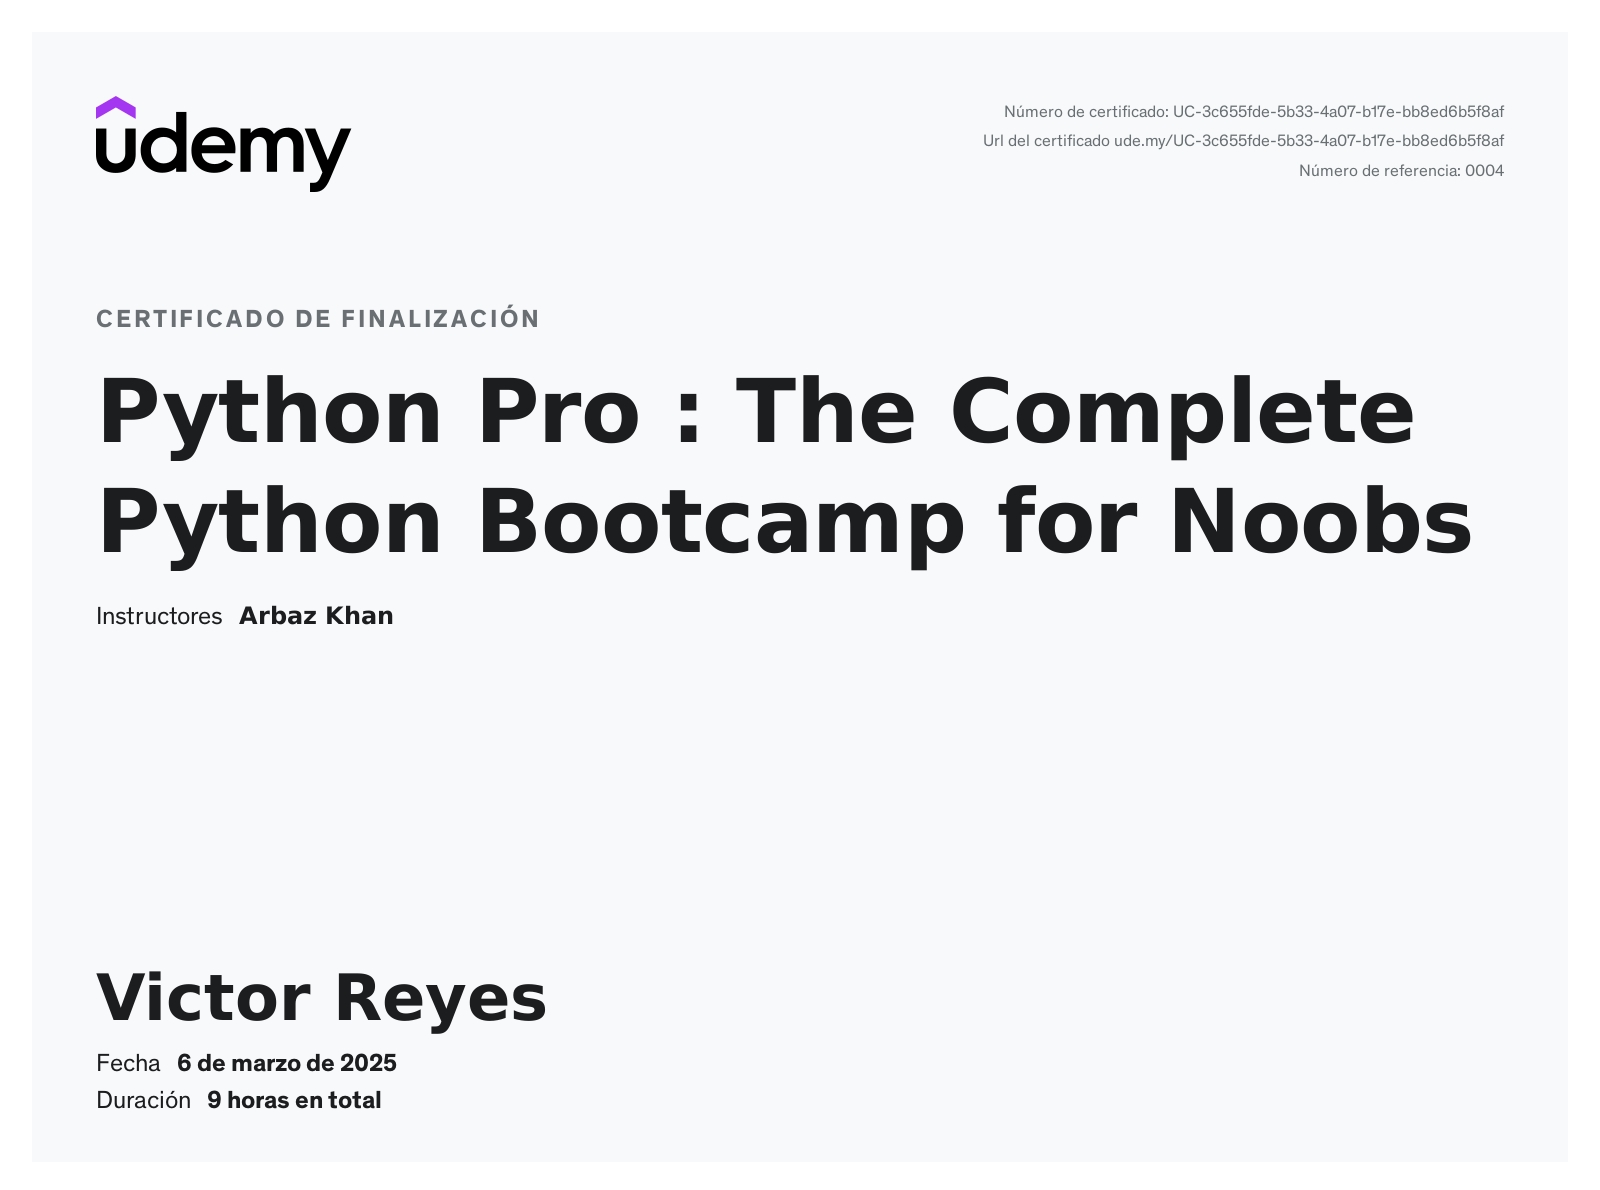 udemy
Número de certificado: UC-3c655fde-5b33-4a07-b17e-bb8ed6b5f8af
Url del certificado ude.my/UC-3c655fde-5b33-4a07-b17e-bb8ed6b5f8af
Número de referencia: 0004
CERTIFICADO DE FINALIZACIÓN
Python Pro : The Complete
Python Bootcamp for Noobs
Instructores Arbaz Khan
Victor Reyes
Fecha 6 de marzo de 2025
Duración 9 horas en total